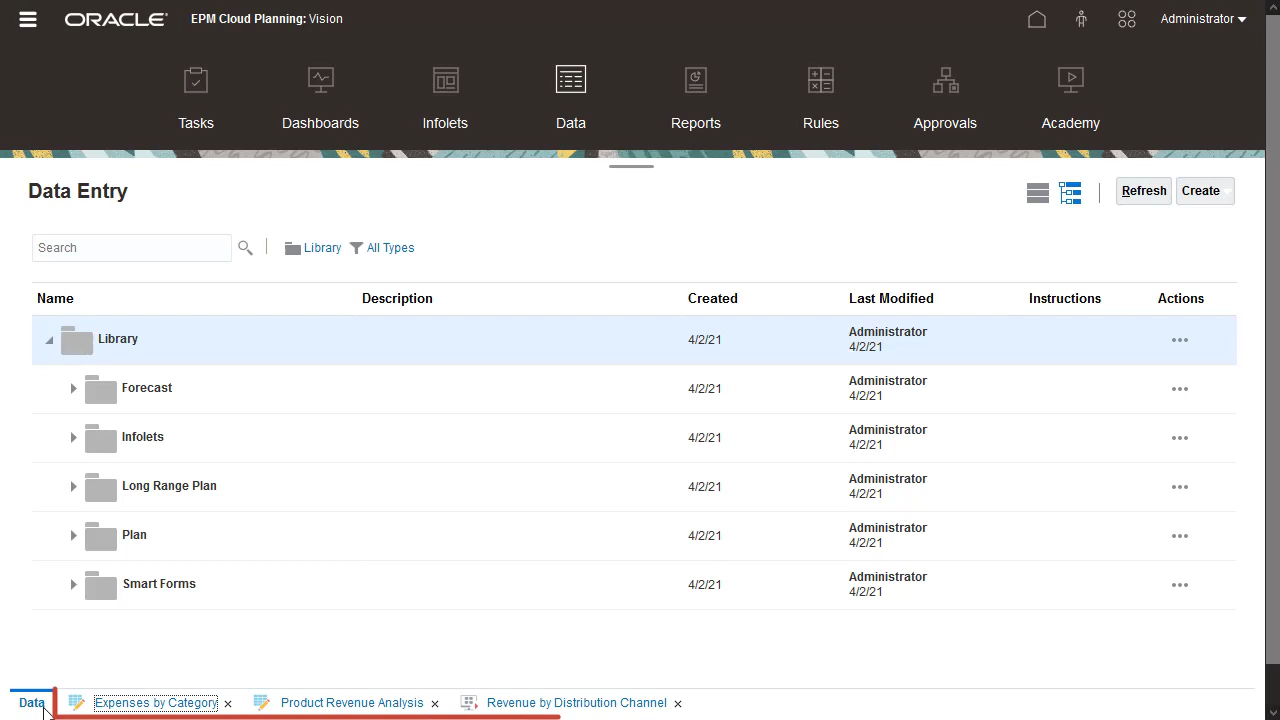 ORACLE EPM Cloud Planning: Vision Administrator
Tasks Dashboards Infolets Data Reports Rules Approvals Academy
Data Entry Refresh Create
Search Library All Types
Name Description Created Last Modified Instructions Actions
Library 4/2/21 Administrator
4/2/21
Forecast 4/2/21 Administrator
4/2/21
Infolets 4/2/21 Administrator
4/2/21
Long Range Plan 4/2/21 Administrator
4/2/21
Plan 4/2/21 Administrator
4/2/21
Smart Forms 4/2/21 Administrator
4/2/21
Data Expenses by Category Product Revenue Analysis Revenue by Distribution Channel